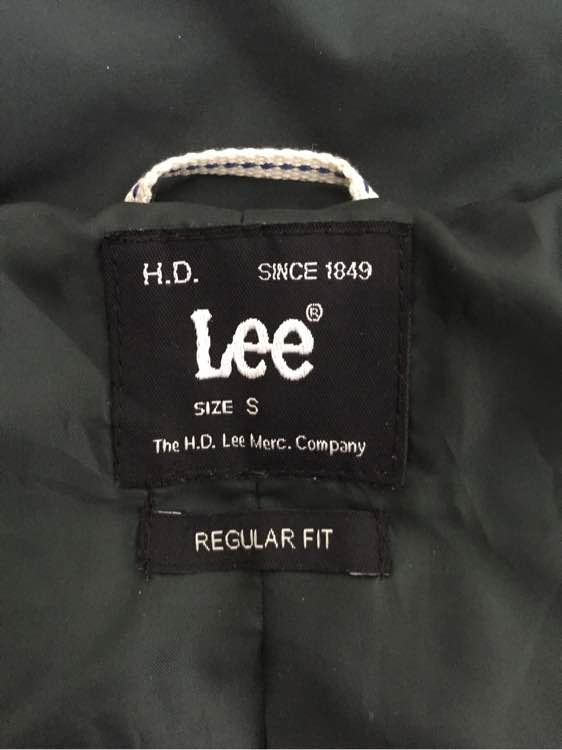 H.D. SINCE 1849
Lee®
SIZE S
The H.D. Lee Merc. Company
REGULAR FIT